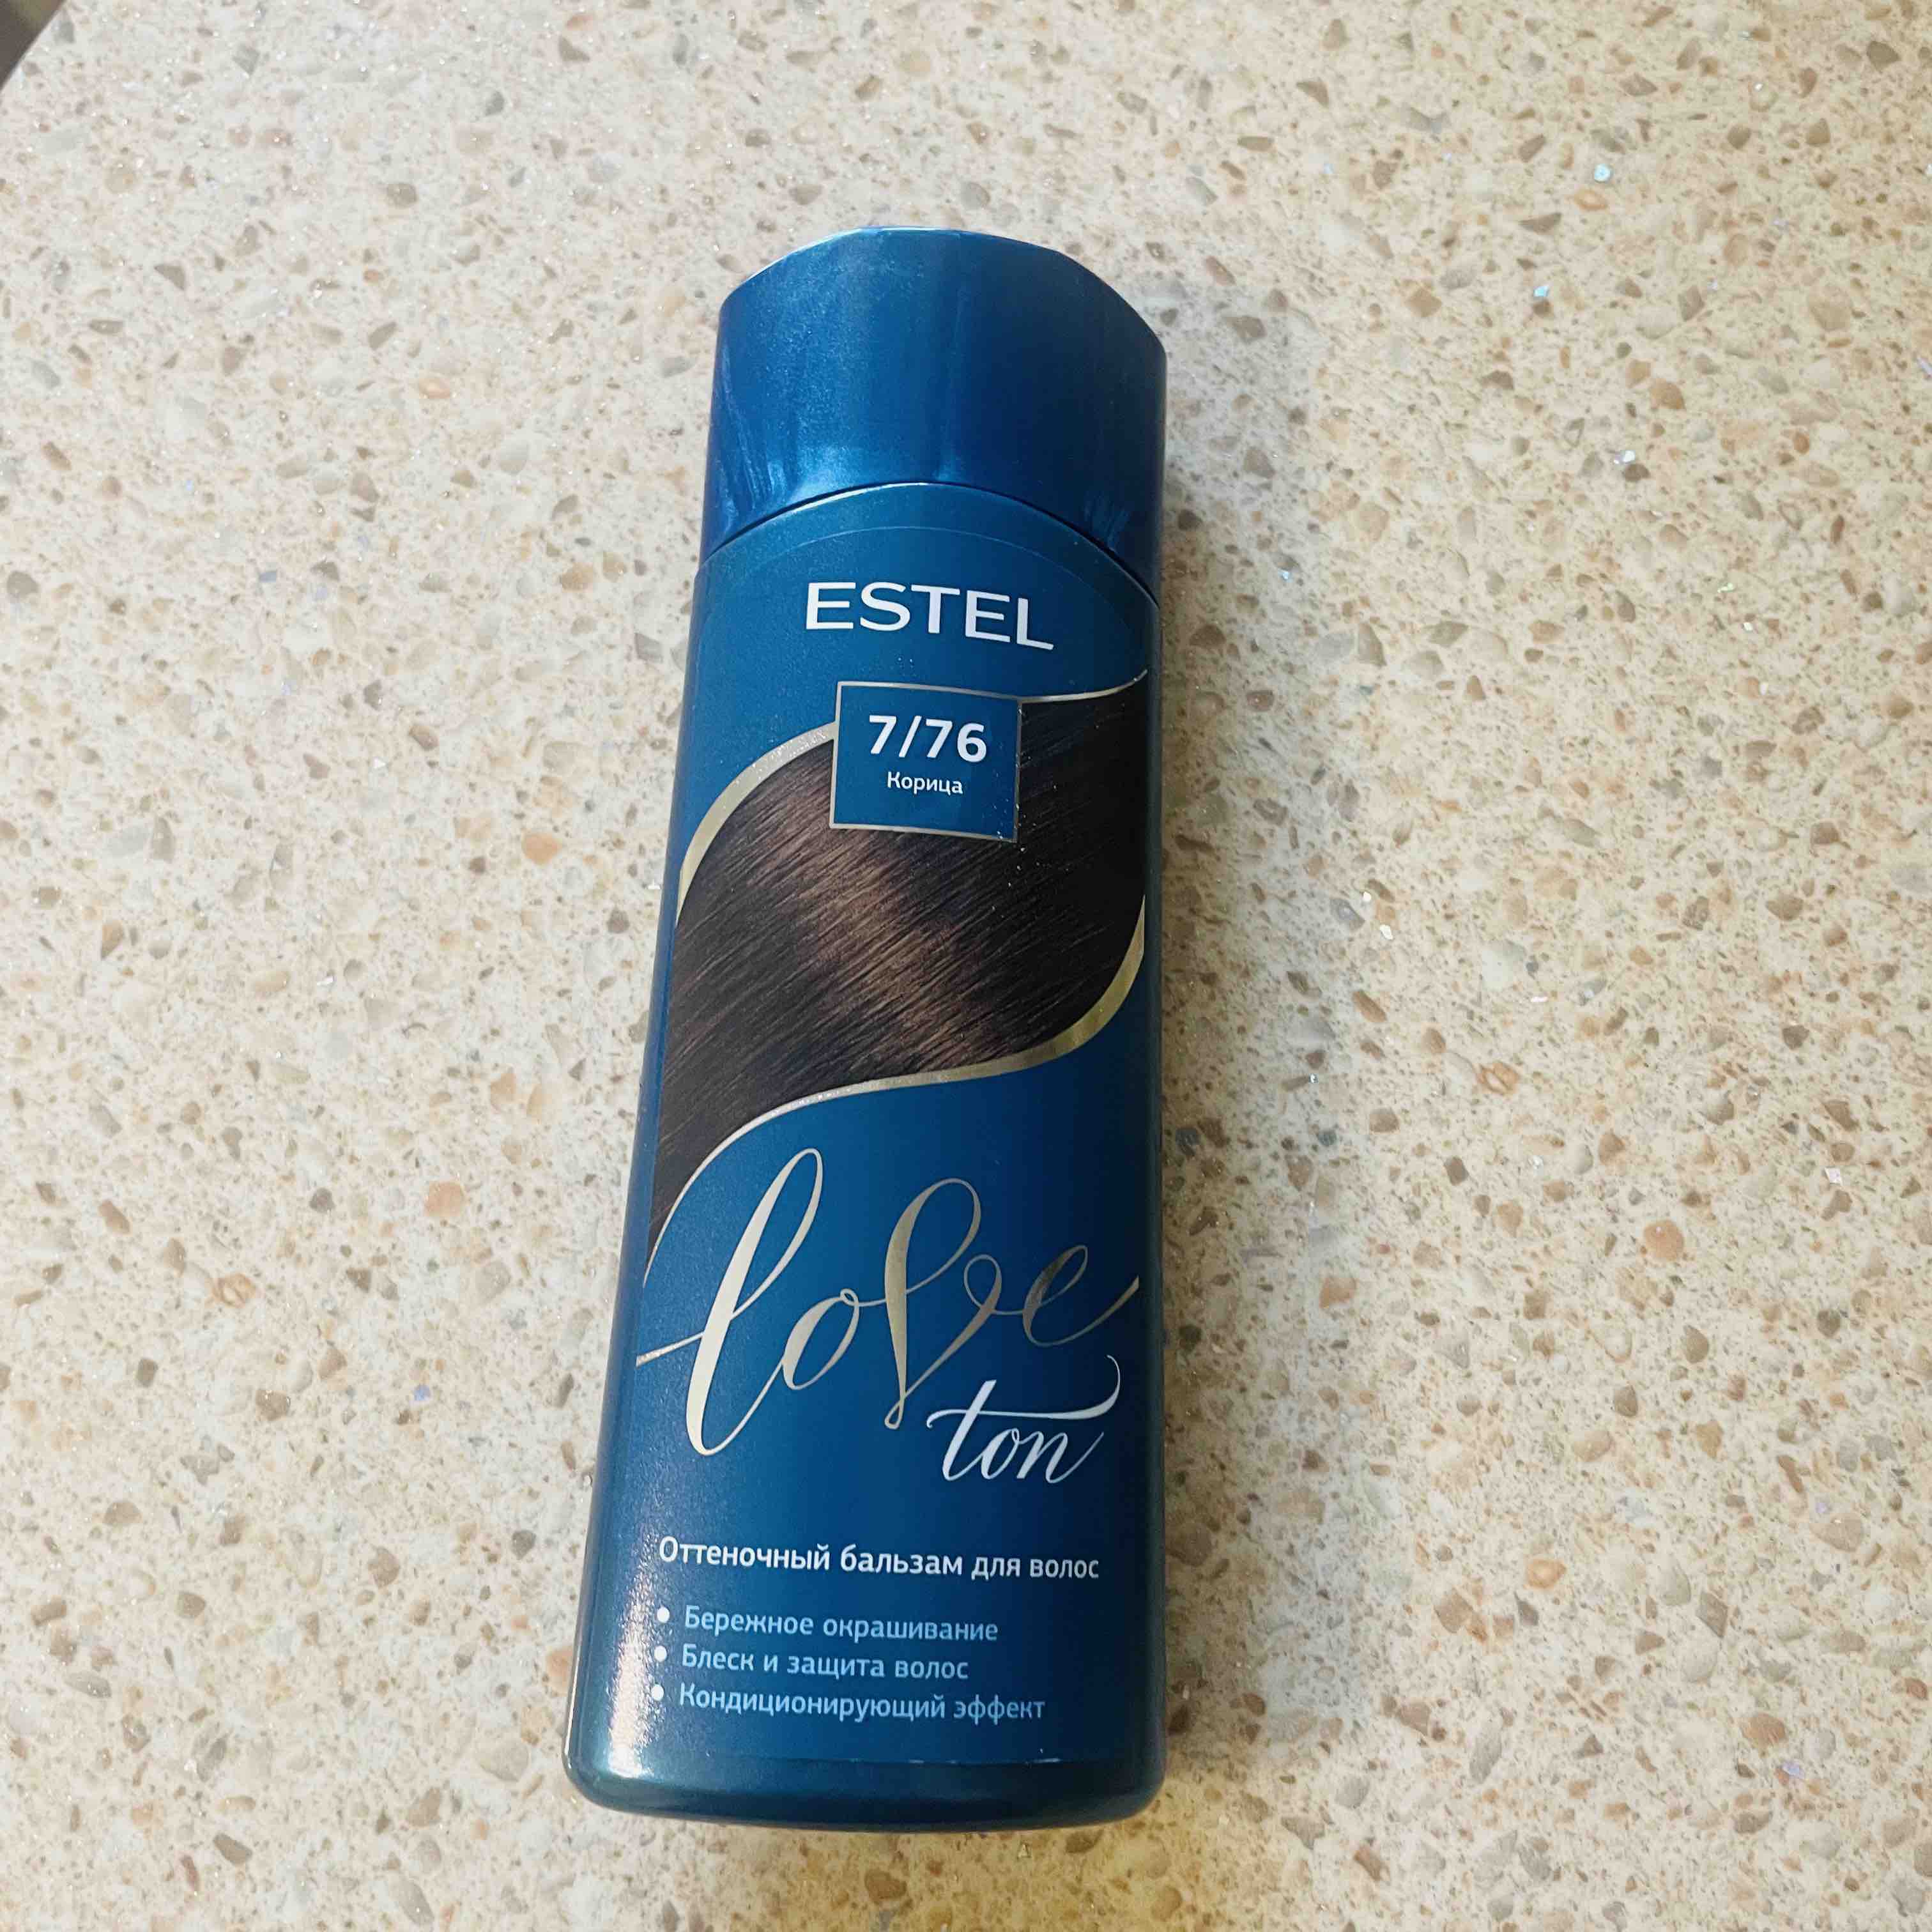 ESTEL
7/76
Корица
love
ton
Оттеночный бальзам для волос
• Бережное окрашивание
• Блеск и защита волос
• Кондиционирующий эффект